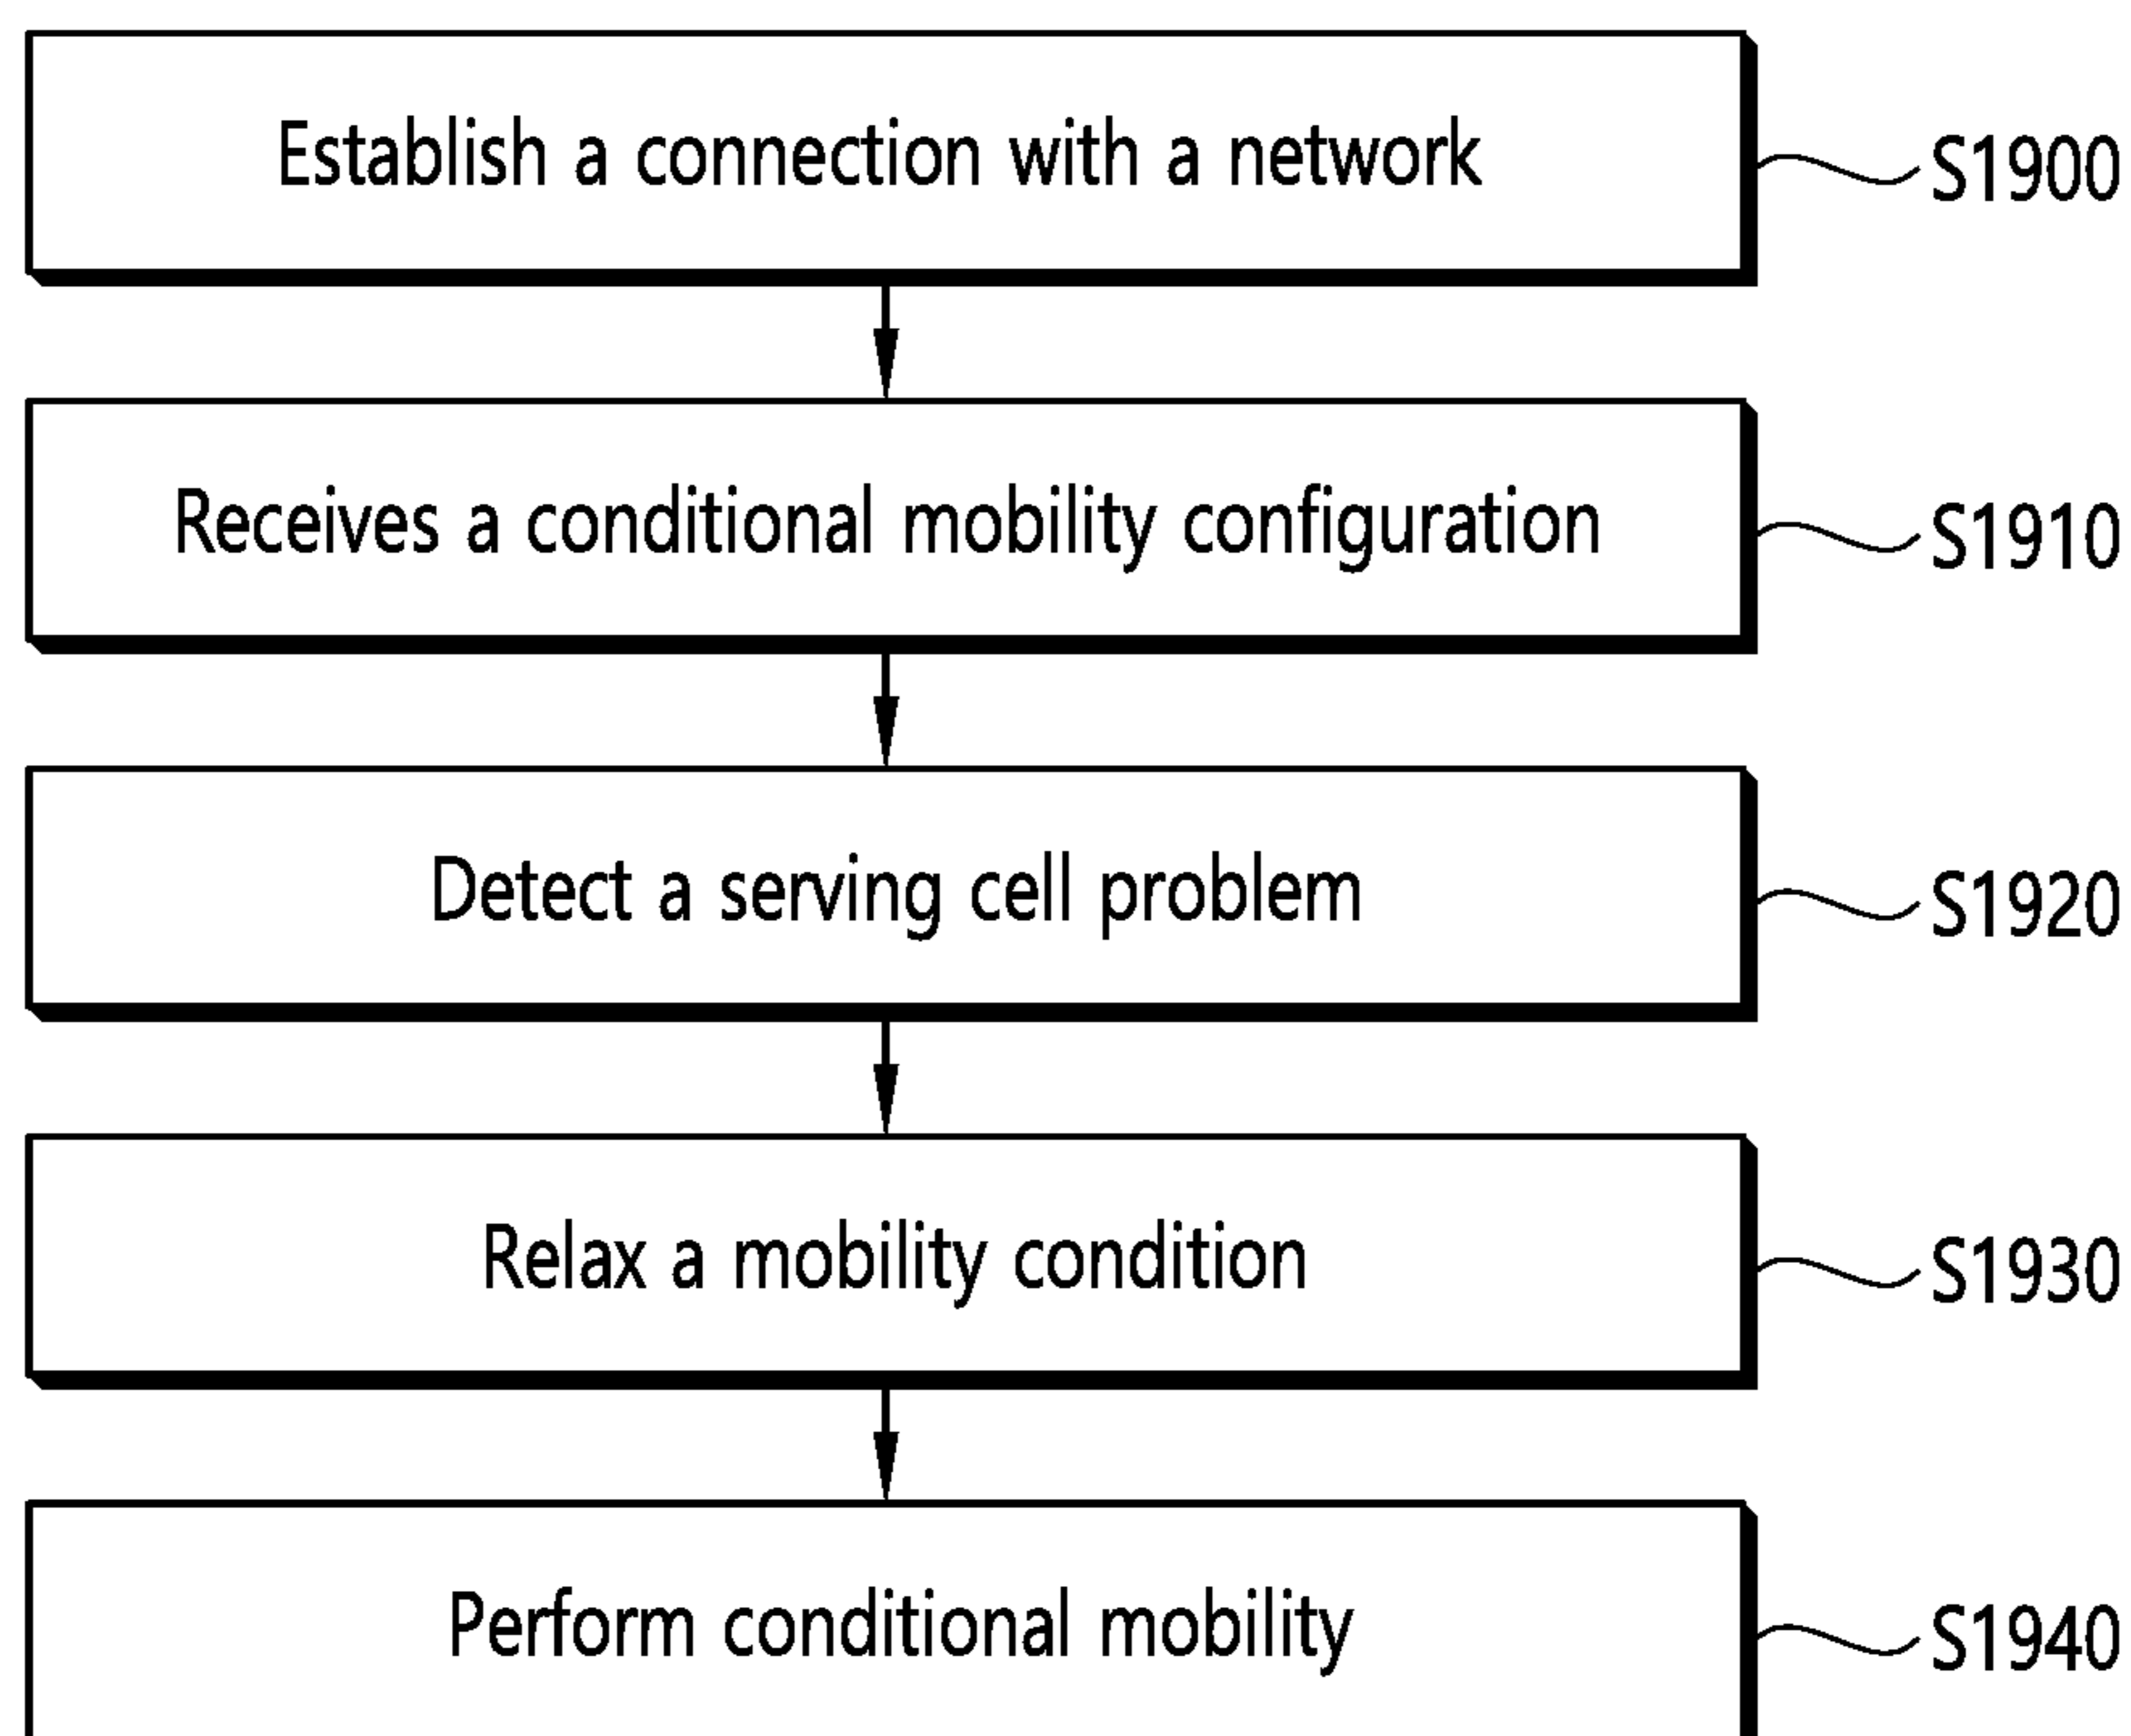 Establish a connection with a network
S1900
Receives a conditional mobility configuration
S1910
Detect a serving cell problem
S1920
Relax a mobility condition
S1930
Perform conditional mobility
S1940